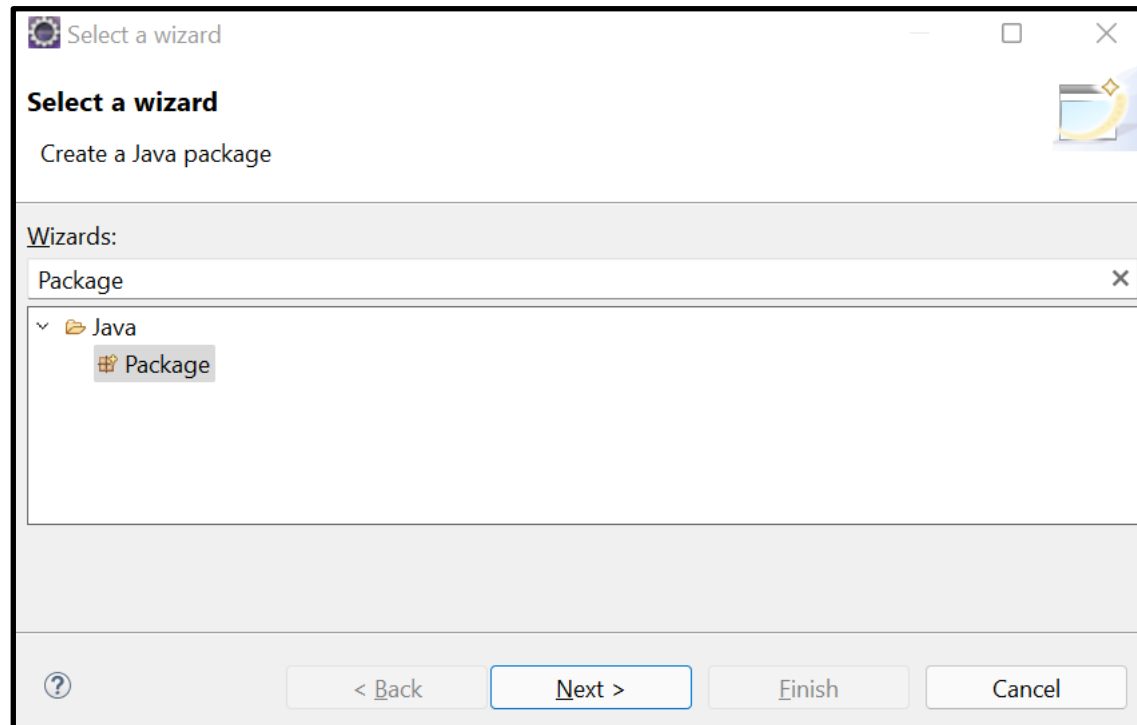 Select a wizard
Select a wizard
Create a Java package
Wizards:
Package
Java
Package
< Back Next > Finish Cancel